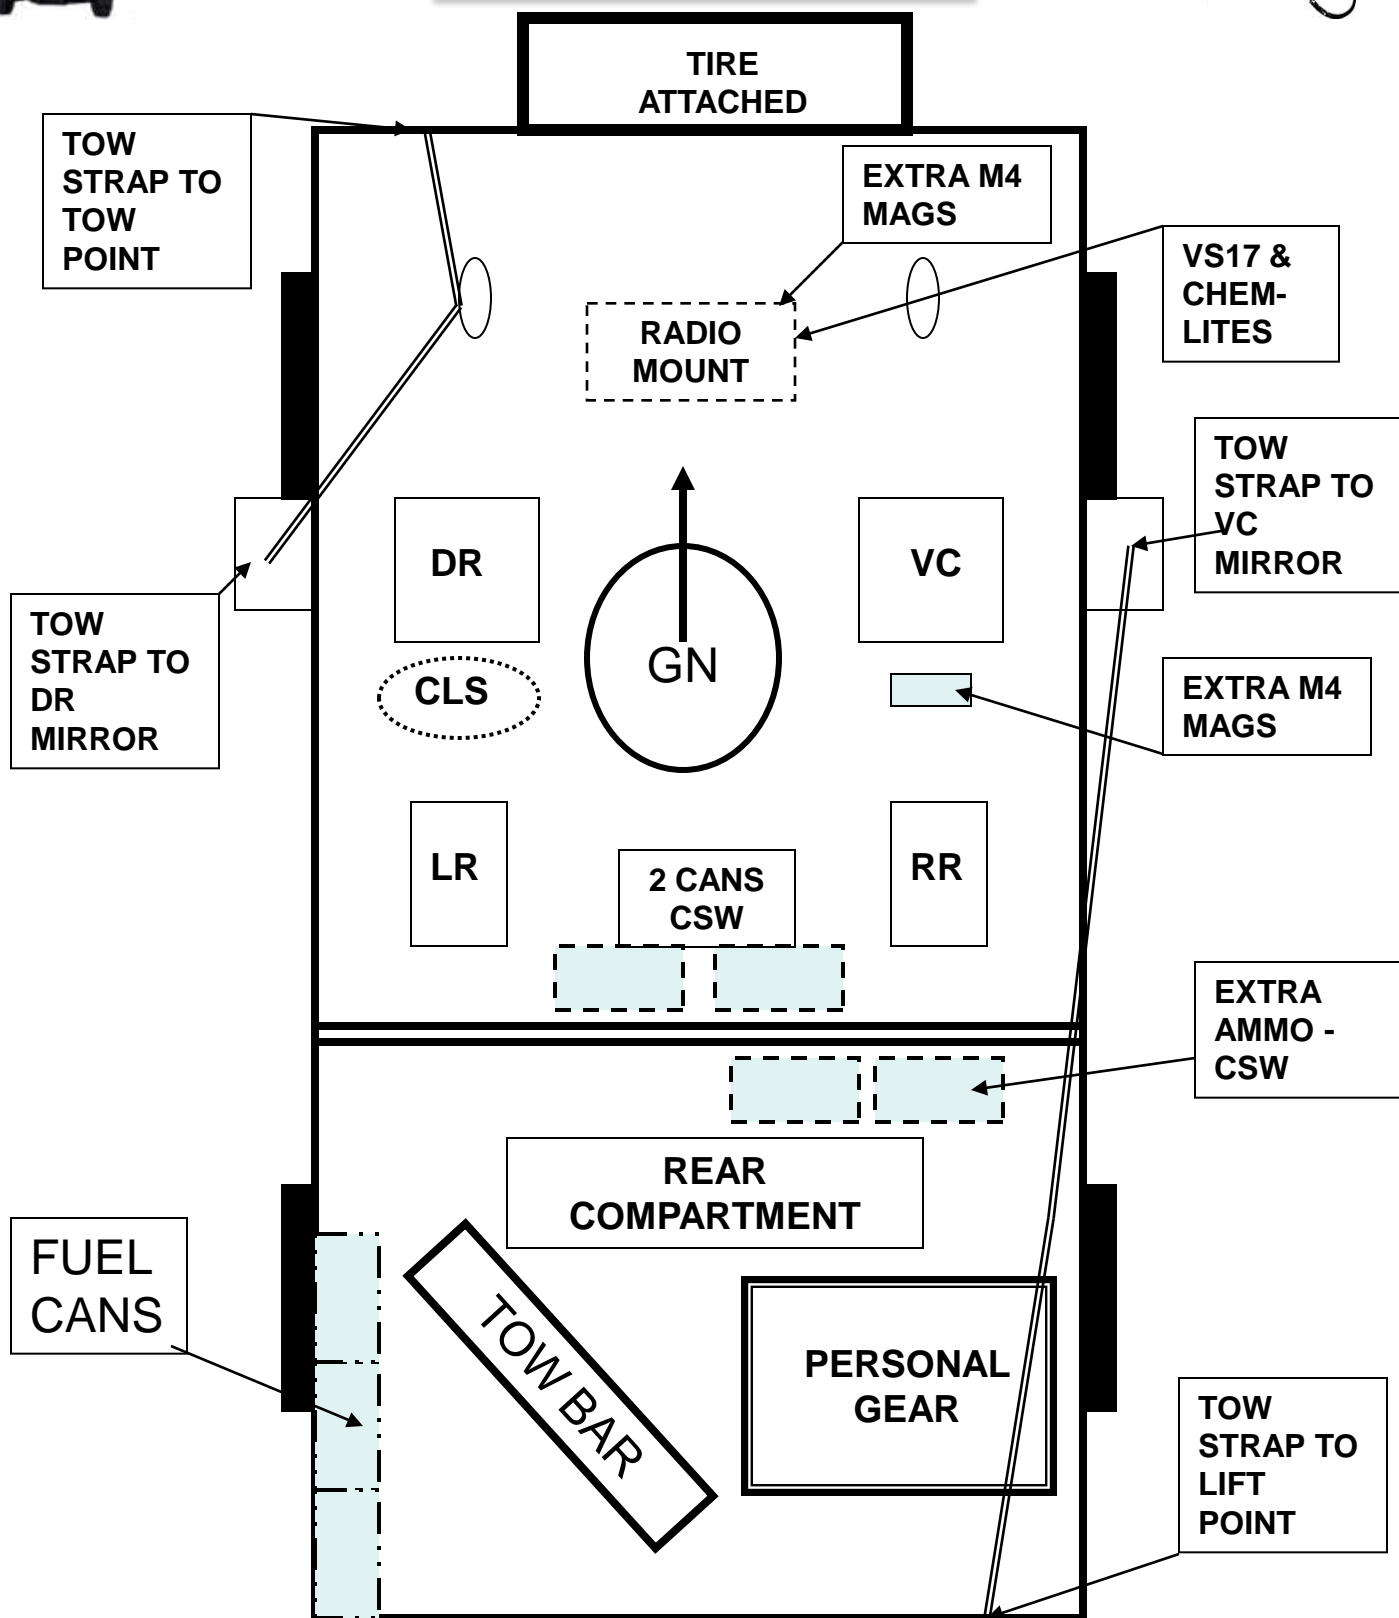 TIRE
ATTACHED
TOW
STRAP TO
TOW
POINT
EXTRA M4
MAGS
VS17 &
CHEM-
LITES
RADIO
MOUNT
TOW
STRAP TO
VC
MIRROR
DR
VC
GN
TOW
STRAP TO
DR
MIRROR
CLS
EXTRA M4
MAGS
LR
2 CANS
CSW
RR
EXTRA
AMMO -
CSW
REAR
COMPARTMENT
FUEL
CANS
TOW BAR
PERSONAL
GEAR
TOW
STRAP TO
LIFT
POINT